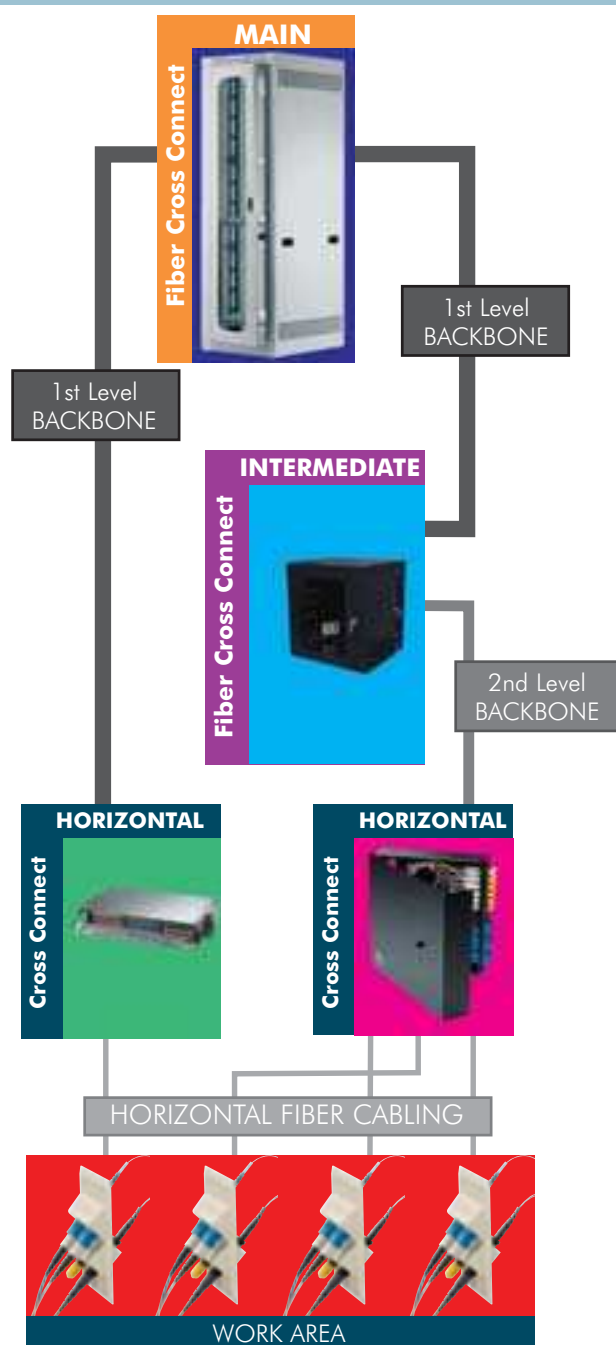 MAIN
Fiber Cross Connect
1st Level
BACKBONE
1st Level
BACKBONE
INTERMEDIATE
Fiber Cross Connect
2nd Level
BACKBONE
HORIZONTAL
Cross Connect
HORIZONTAL
Cross Connect
HORIZONTAL FIBER CABLING
WORK AREA